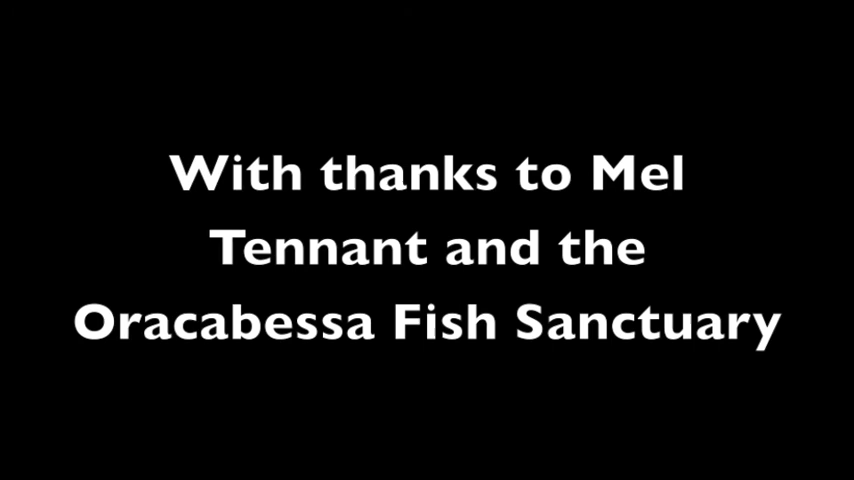 With thanks to Mel
Tennant and the
Oracabessa Fish Sanctuary